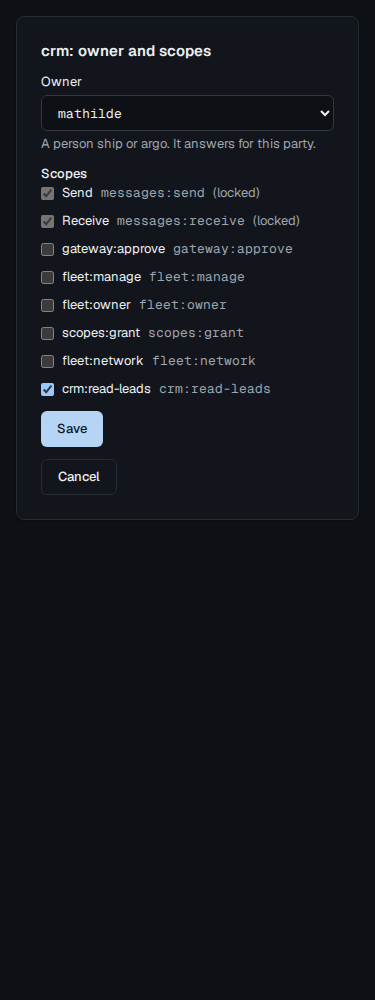 crm: owner and scopes
Owner
mathilde
A person ship or argo. It answers for this party.
Scopes
Send messages:send (locked)
Receive messages:receive (locked)
gateway:approve gateway:approve
fleet:manage fleet:manage
fleet:owner fleet:owner
scopes:grant scopes:grant
fleet:network fleet:network
crm:read-leads crm:read-leads
Save
Cancel